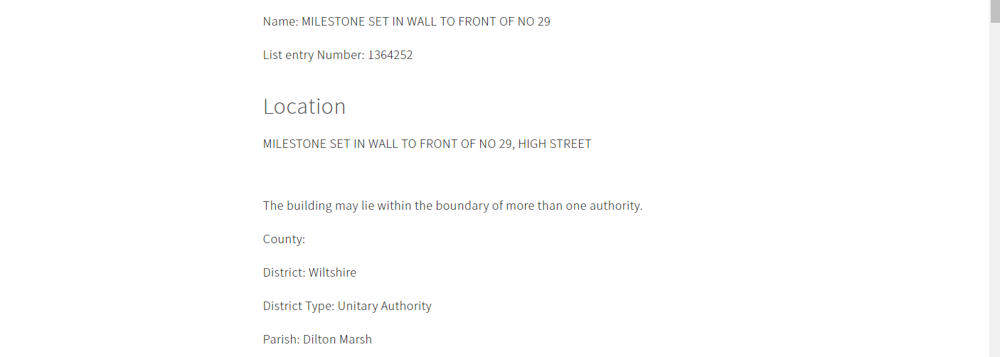 Name: MILESTONE SET IN WALL TO FRONT OF NO 29
List entry Number: 1364252
Location
MILESTONE SET IN WALL TO FRONT OF NO 29, HIGH STREET
The building may lie within the boundary of more than one authority.
County:
District: Wiltshire
District Type: Unitary Authority
Parish: Dilton Marsh